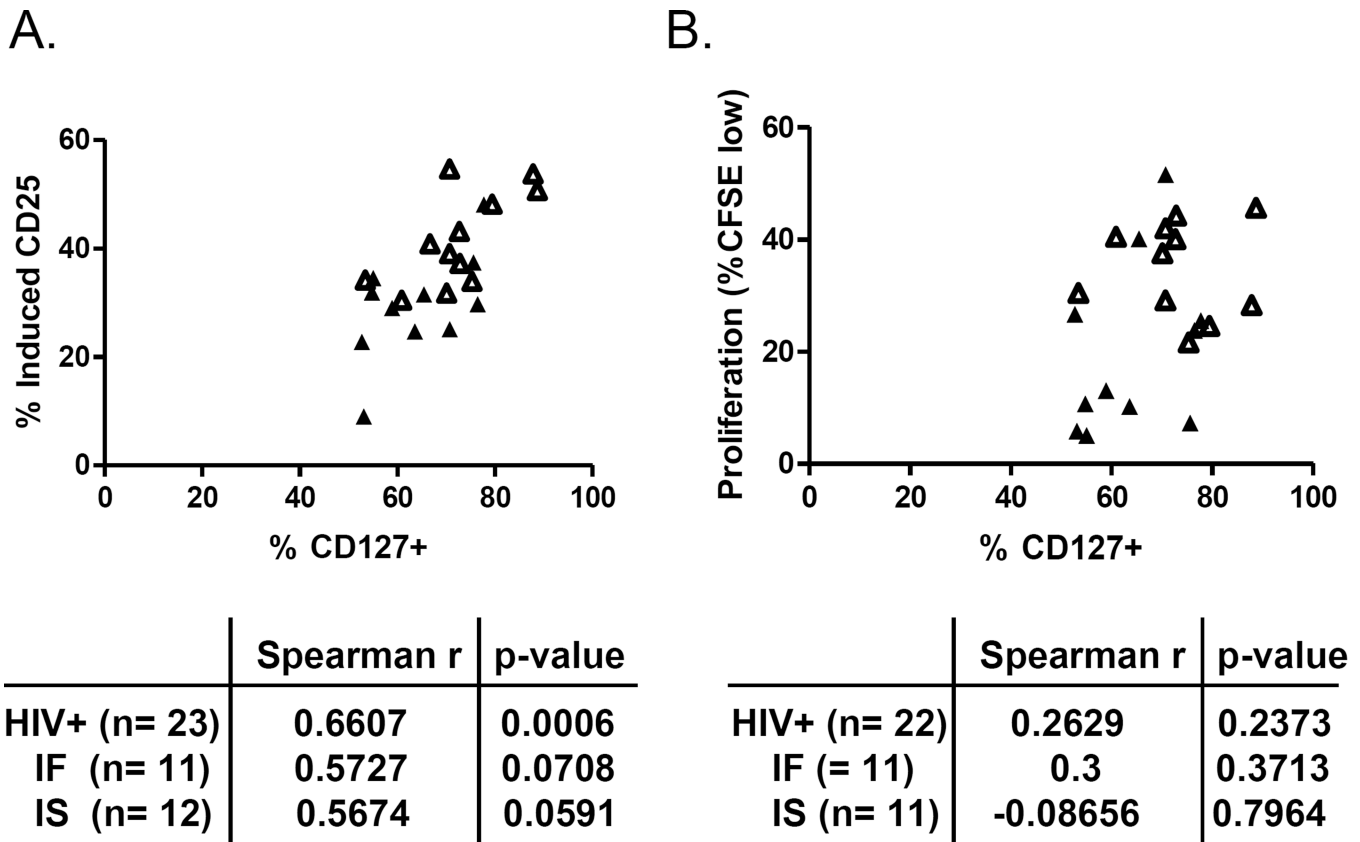 A.
% Induced CD25
60
40
20
0
0 20 40 60 80 100
% CD127+
Spearman r p-value
HIV+ (n= 23) 0.6607 0.0006
IF (n= 11) 0.5727 0.0708
IS (n= 12) 0.5674 0.0591
B.
Proliferation (% CFSE low)
60
40
20
0
0 20 40 60 80 100
% CD127+
Spearman r p-value
HIV+ (n= 22) 0.2629 0.2373
IF (= 11) 0.3 0.3713
IS (n= 11) -0.08656 0.7964